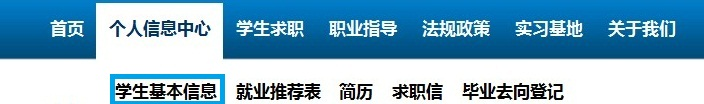 首页 个人信息中心 学生求职 职业指导 法规政策 实习基地 关于我们
学生基本信息 就业推荐表 简历 求职信 毕业去向登记